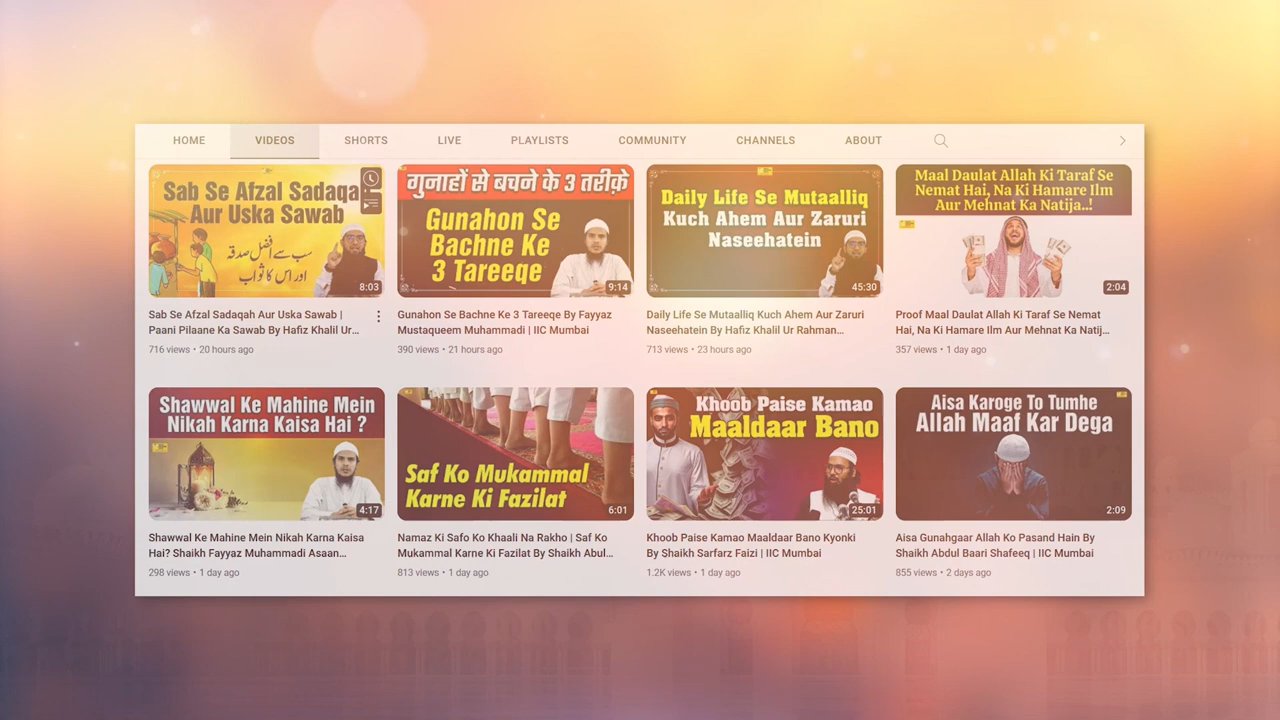 HOME VIDEOS SHORTS LIVE PLAYLISTS COMMUNITY CHANNELS ABOUT
Sab Se Afzal Sadaqa
Aur Uska Sawab
سب سے افضل صدقہ
اور اس کا ثواب
8:03
गुनाहों से बचने के 3 तरीक़े
Gunahon Se
Bachne Ke
3 Tareeqe
9:14
Daily Life Se Mutaalliq
Kuch Ahem Aur Zaruri
Naseehatein
45:30
Maal Daulat Allah Ki Taraf Se
Nemat Hai, Na Ki Hamare Ilm
Aur Mehnat Ka Natija..!
2:04
Sab Se Afzal Sadaqah Aur Uska Sawab |
Paani Pilaane Ka Sawab By Hafiz Khalil Ur...
716 views • 20 hours ago
Gunahon Se Bachne Ke 3 Tareeqe By Fayyaz
Mustaqeem Muhammadi | IIC Mumbai
390 views • 21 hours ago
Daily Life Se Mutaalliq Kuch Ahem Aur Zaruri
Naseehatein By Hafiz Khalil Ur Rahman...
713 views • 23 hours ago
Proof Maal Daulat Allah Ki Taraf Se Nemat
Hai, Na Ki Hamare Ilm Aur Mehnat Ka Natij...
357 views • 1 day ago
Shawwal Ke Mahine Mein
Nikah Karna Kaisa Hai ?
4:17
Saf Ko Mukammal
Karne Ki Fazilat
6:01
Khoob Paise Kamao
Maaldaar Bano
25:01
Aisa Karoge To Tumhe
Allah Maaf Kar Dega
2:09
Shawwal Ke Mahine Mein Nikah Karna Kaisa
Hai? Shaikh Fayyaz Muhammadi Asaan...
298 views • 1 day ago
Namaz Ki Safo Ko Khaali Na Rakho | Saf Ko
Mukammal Karne Ki Fazilat By Shaikh Abul...
813 views • 1 day ago
Khoob Paise Kamao Maaldaar Bano Kyonki
By Shaikh Sarfarz Faizi | IIC Mumbai
1.2K views • 1 day ago
Aisa Gunahgaar Allah Ko Pasand Hain By
Shaikh Abdul Baari Shafeeq | IIC Mumbai
855 views • 2 days ago